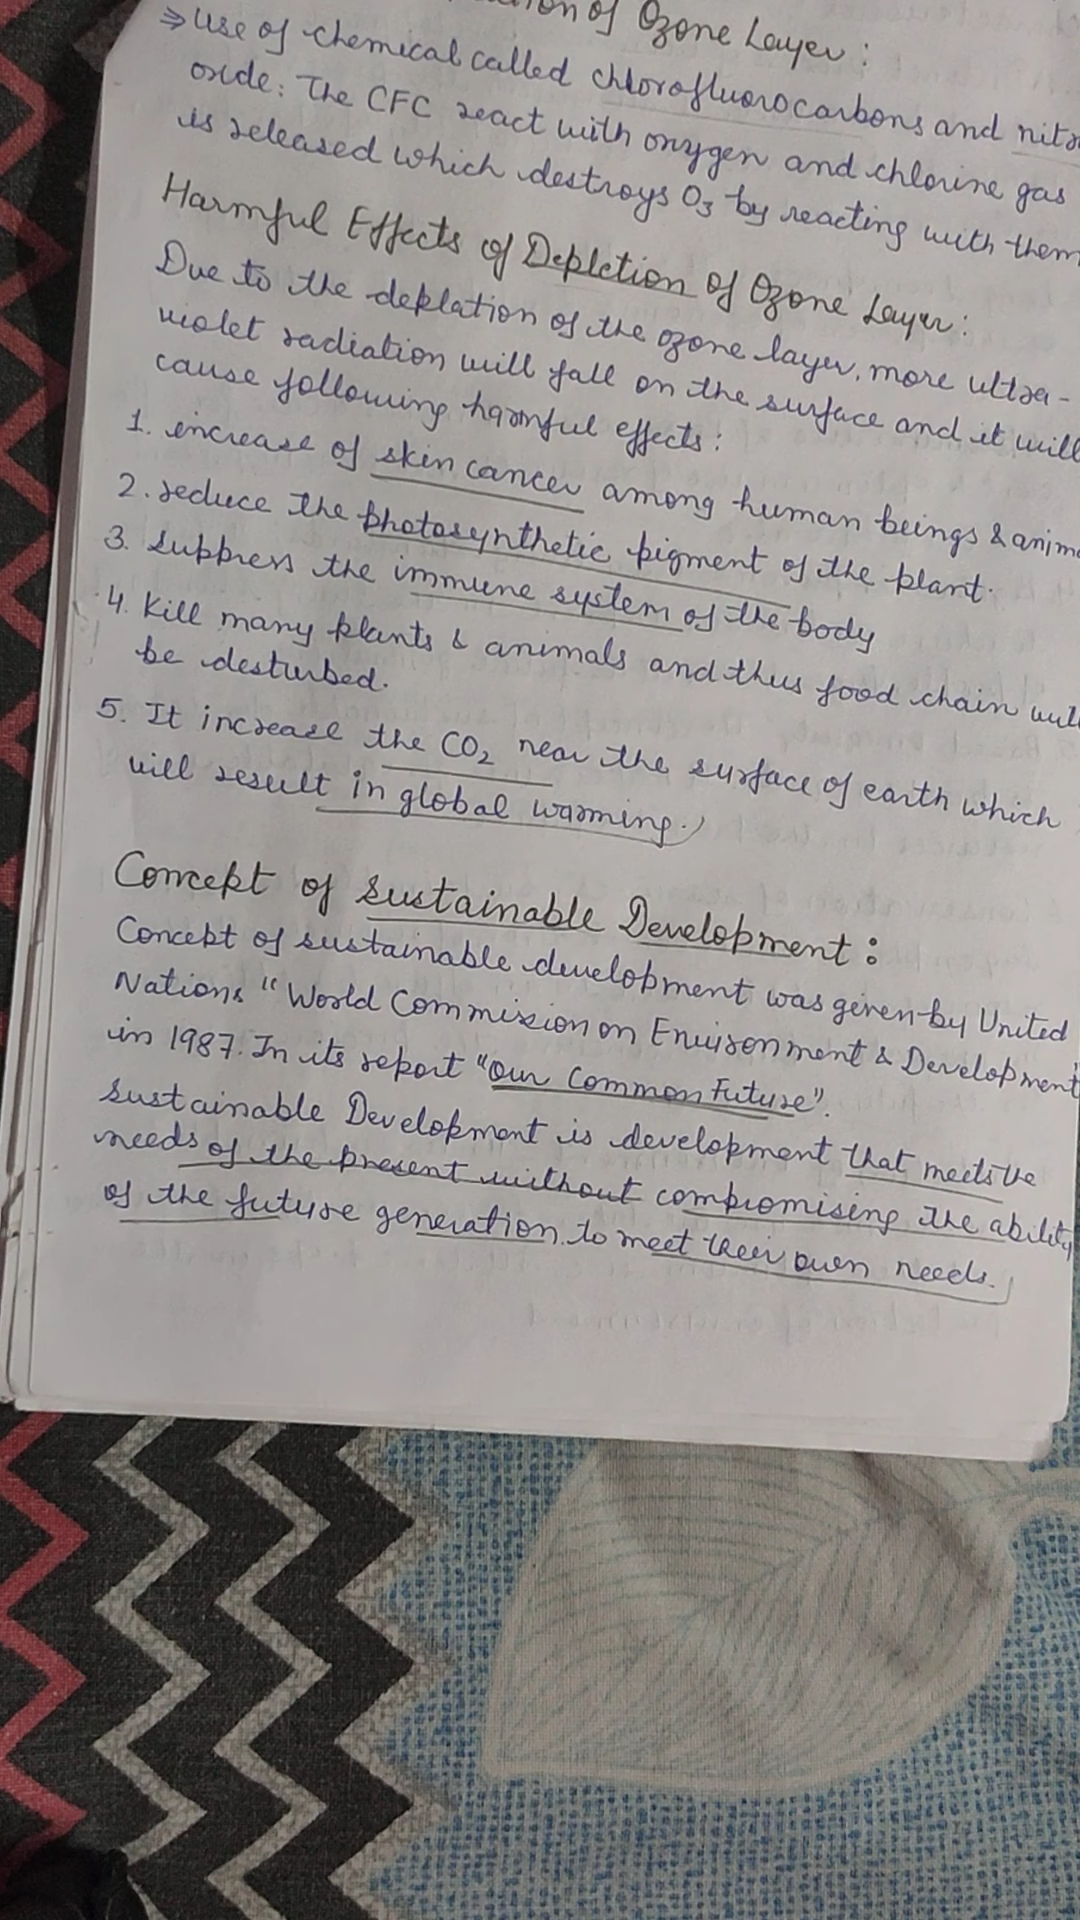 of Ozone Layer :
⇒ Use of chemical called chlorofluorocarbons and
oxide: The CFC react with oxygen and chlorine gas
is released which destroys O₃ by reacting with them
Harmful Effects of Depletion of Ozone Layer :
Due to the deplation of the ozone layer, more ultra-
violet radiation will fall on the surface and it will
cause following harmful effects :
1. increase of skin cancer among human beings &
2. reduce the photosynthetic pigment of the plant.
3. Suppress the immune system of the body
4. Kill many plants & animals and thus food chain will
be desturbed.
5. It increase the CO₂ near the surface of earth which
will result in global warming.
Concept of Sustainable Development :
Concept of sustainable development was given by United
Nations "World Commission on Environment & Development
in 1987. In its report "Our Common Future".
Sustainable Development is development that meets the
needs of the present without compromising the ability
of the future generation to meet their own needs.